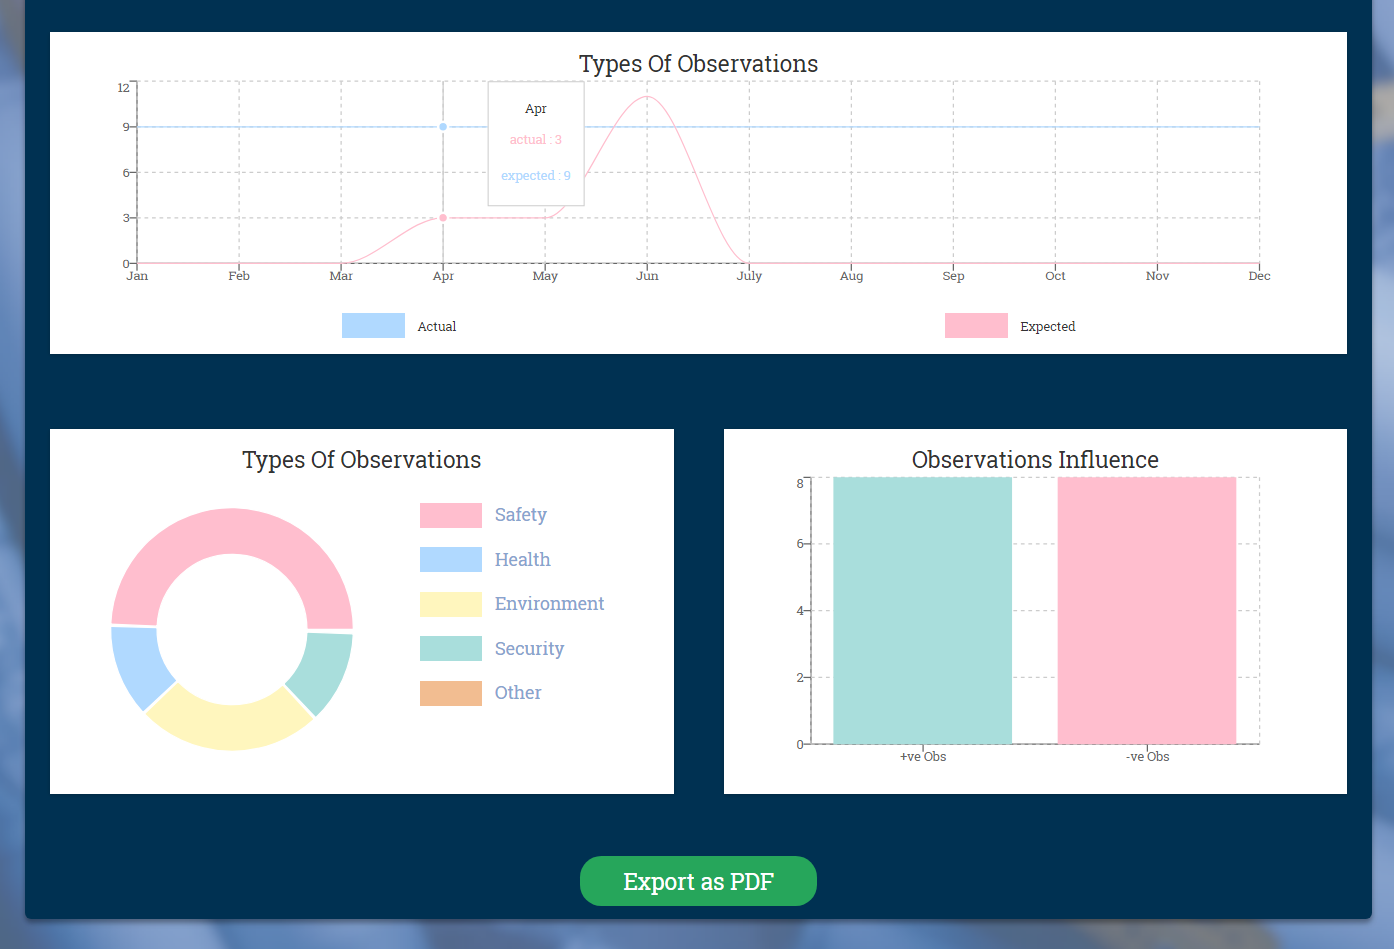 Types Of Observations
12
9
6
3
0
Apr
actual : 3
expected : 9
Jan Feb Mar Apr May Jun July Aug Sep Oct Nov Dec
Actual Expected
Types Of Observations
Safety
Health
Environment
Security
Other
Observations Influence
8
6
4
2
0
+ve Obs -ve Obs
Export as PDF